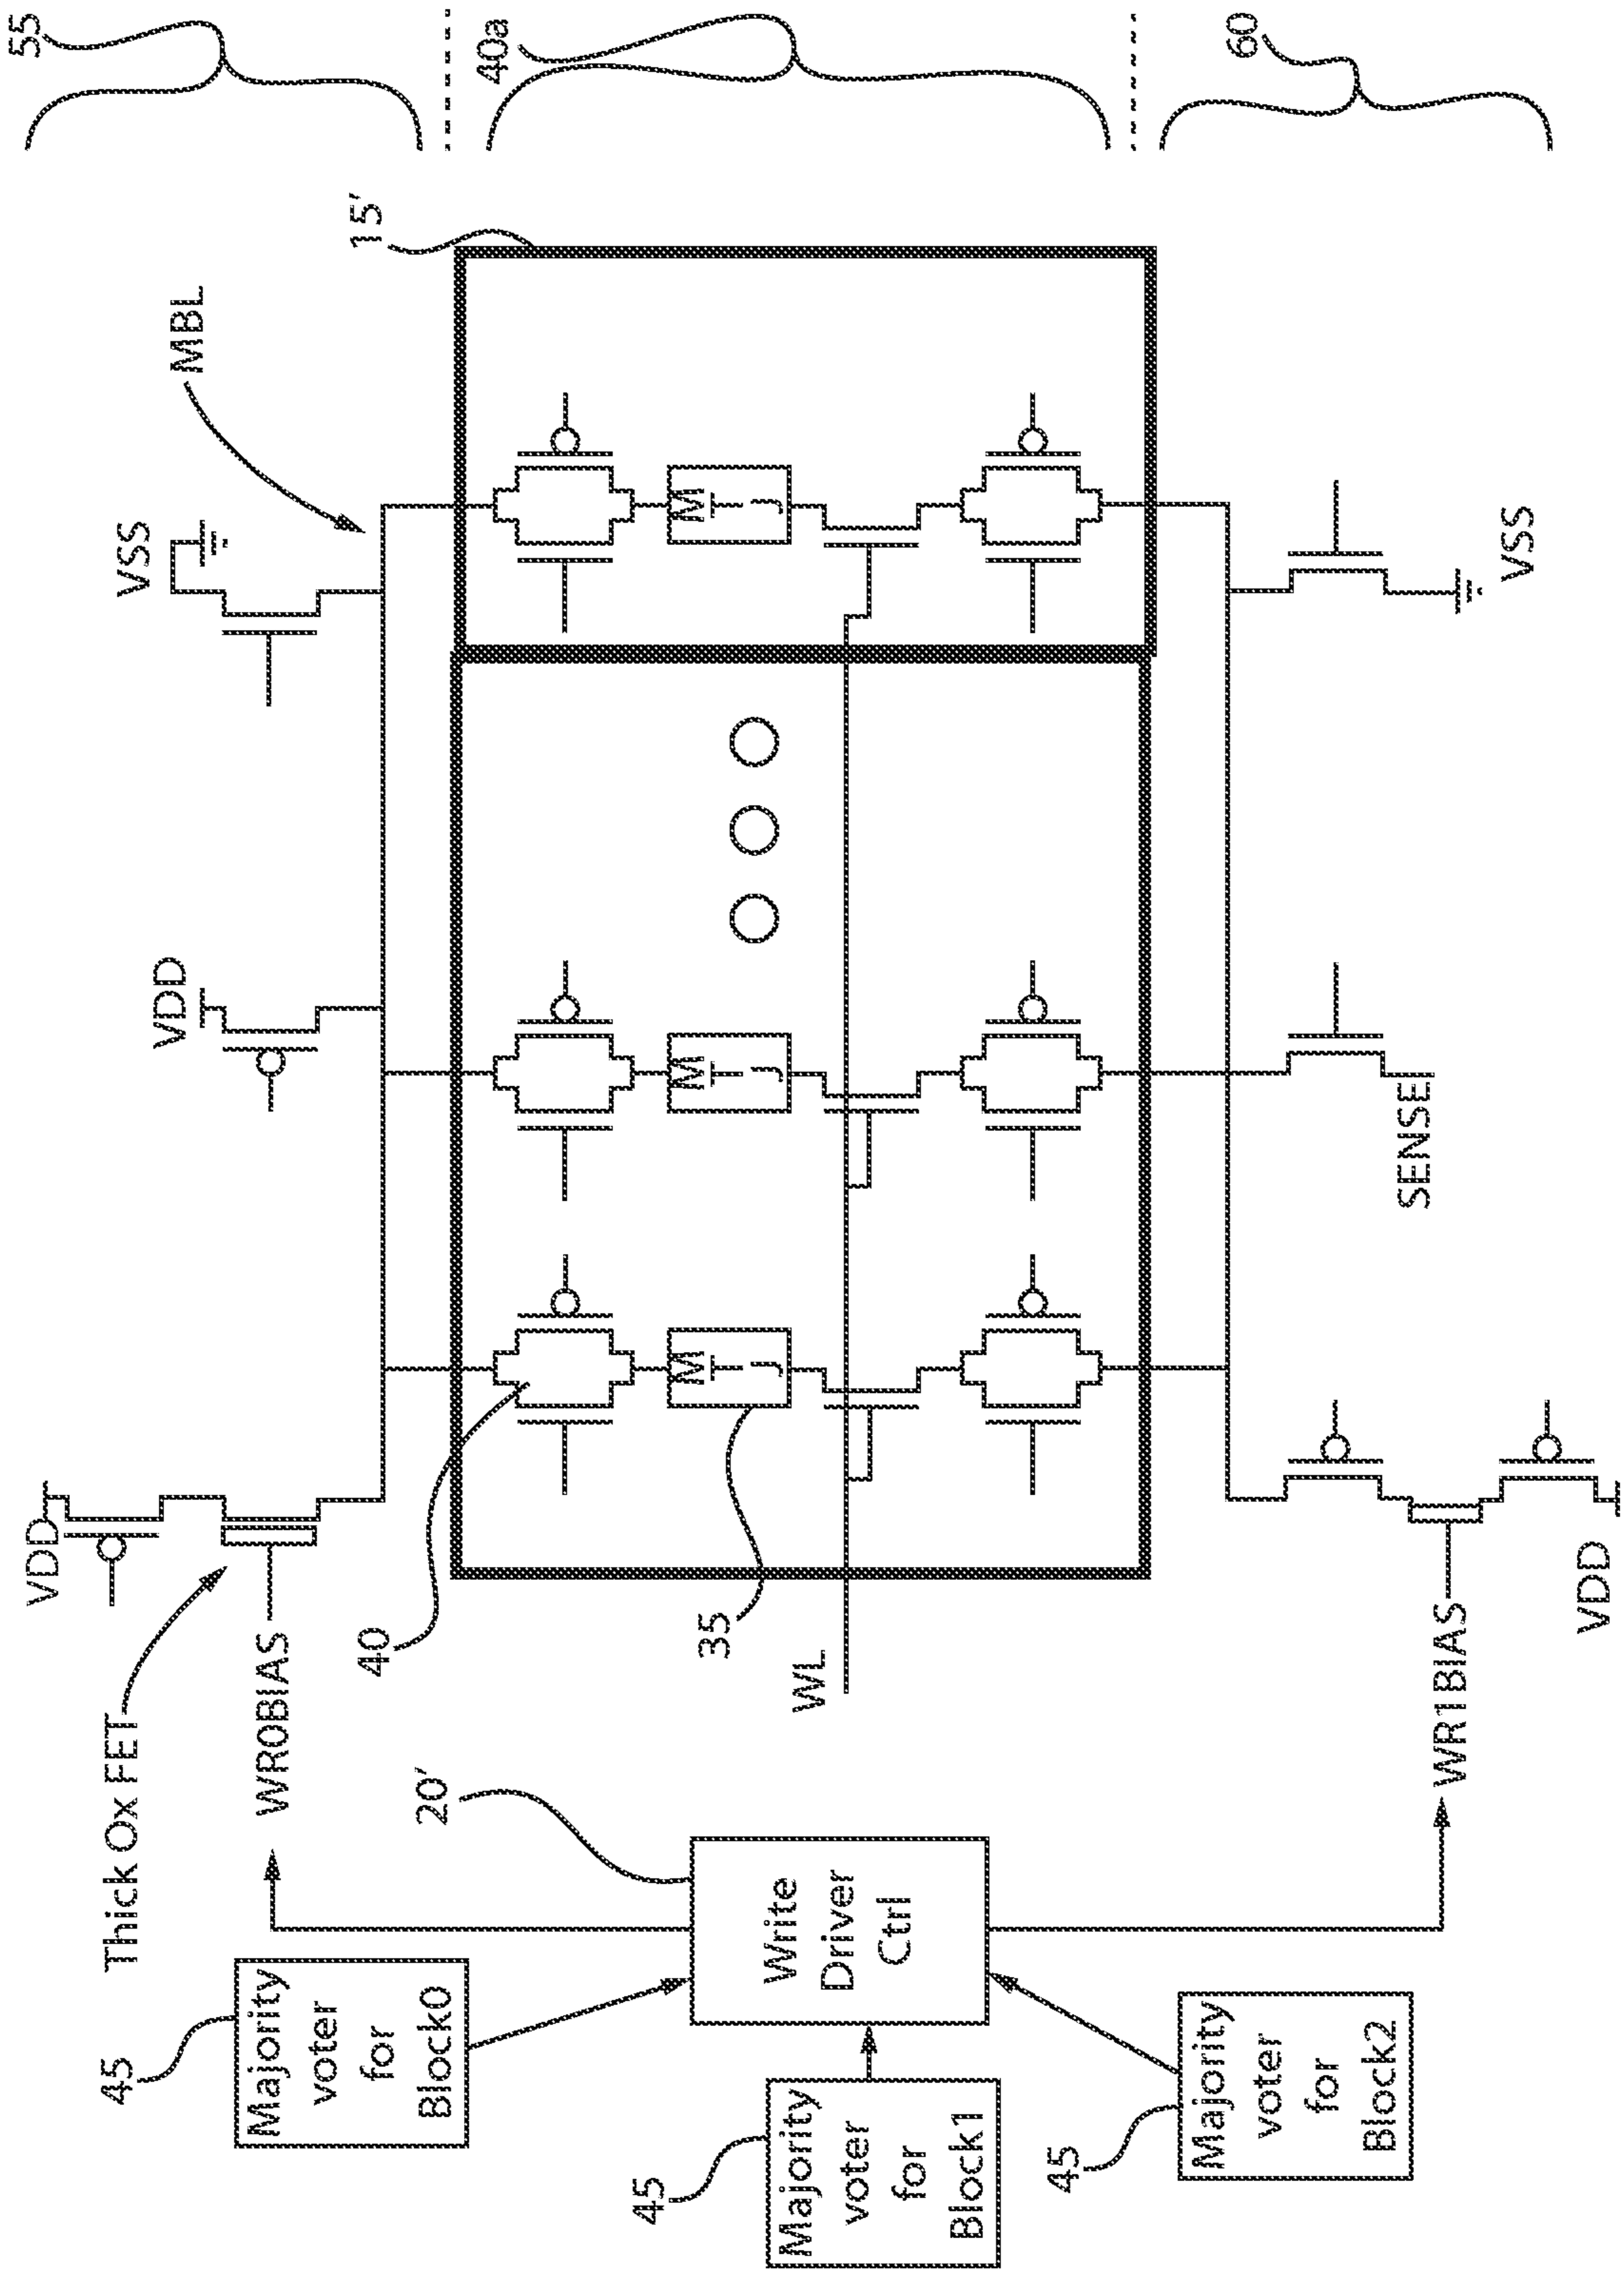 55
40a
60
15′
MBL
VSS
VDD
VDD
Thick Ox FET
WR0BIAS
40
M
T
J
M
T
J
M
T
J
35
WL
20′
Write
Driver
Ctrl
45
Majority
voter
for
Block0
45
Majority
voter
for
Block1
45
Majority
voter
for
Block2
WR1BIAS
VDD
SENSE
VSS